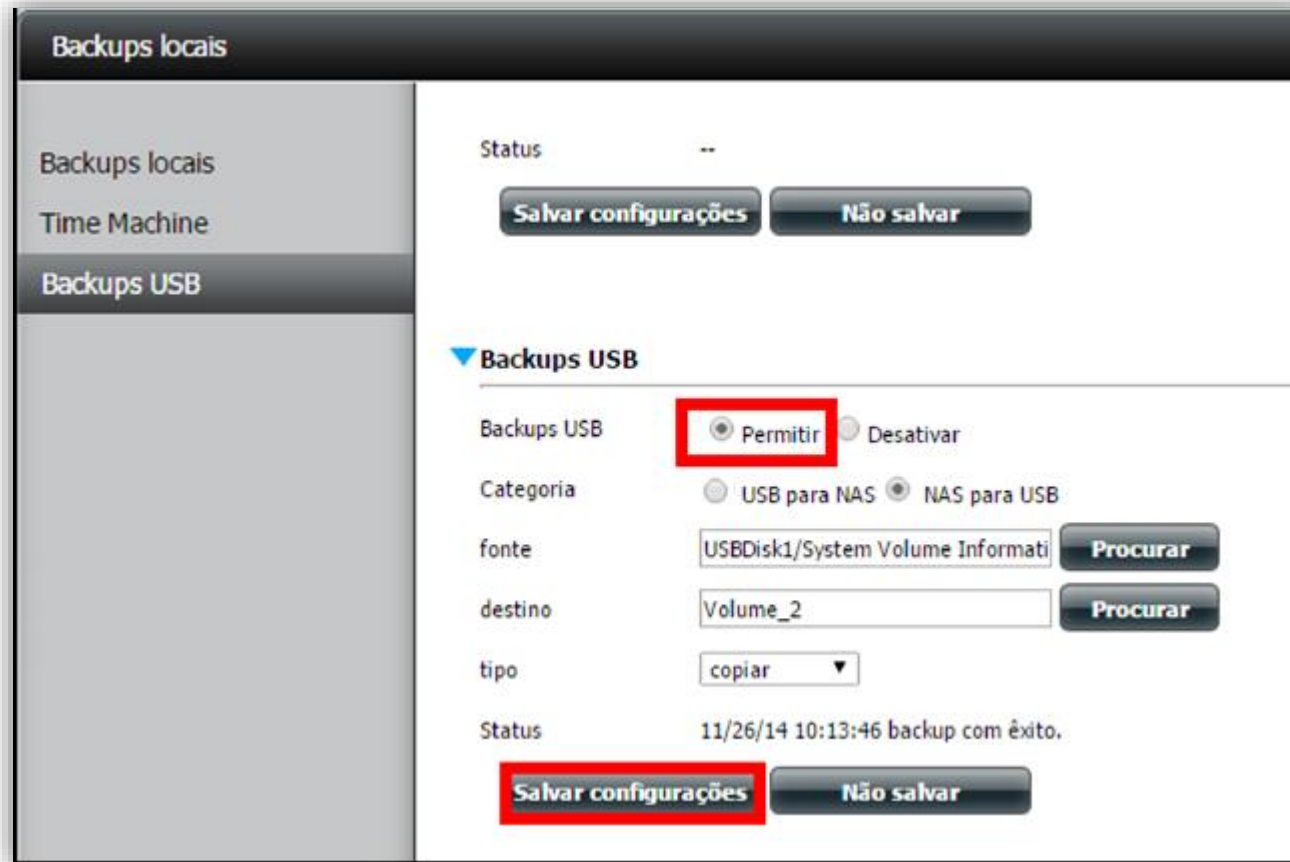 Backups locais
Backups locais
Time Machine
Backups USB
Status --
Salvar configurações Não salvar
Backups USB
Backups USB Permitir Desativar
Categoria USB para NAS NAS para USB
fonte USBDisk1/System Volume Informati Procurar
destino Volume_2 Procurar
tipo copiar
Status 11/26/14 10:13:46 backup com êxito.
Salvar configurações Não salvar